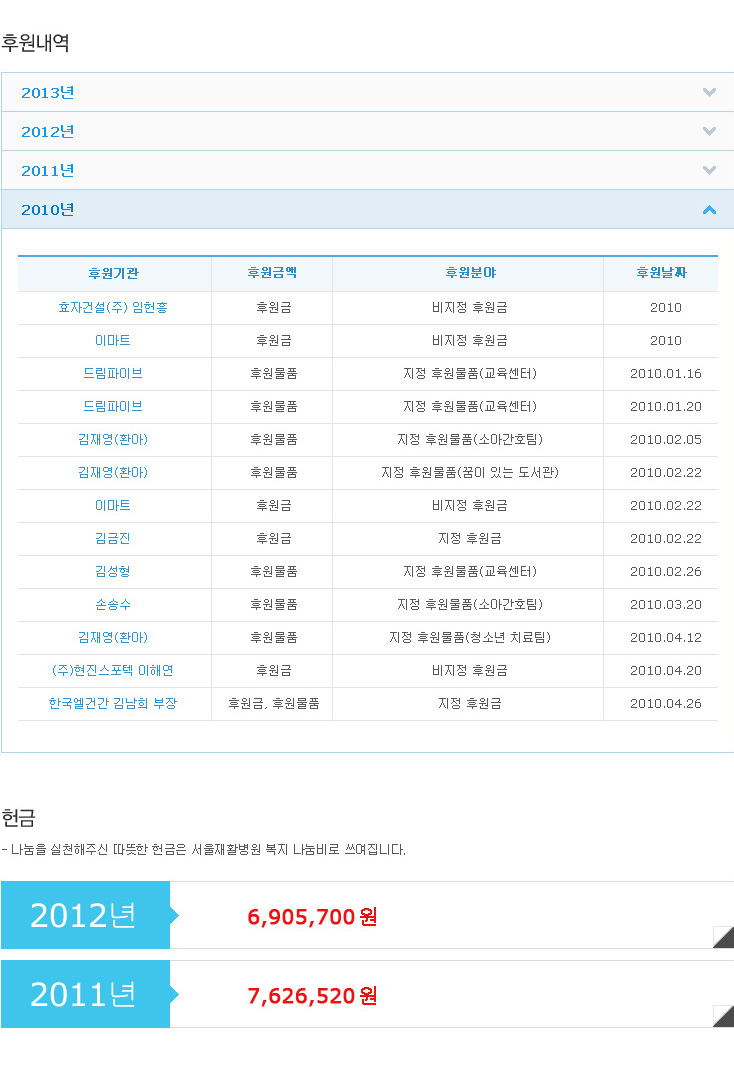 후원내역
2013년
2012년
2011년
2010년
후원기관 후원금액 후원분야 후원날짜
효자건설(주) 임헌홍 후원금 비지정 후원금 2010
이마트 후원금 비지정 후원금 2010
드림파이브 후원물품 지정 후원물품(교육센터) 2010.01.16
드림파이브 후원물품 지정 후원물품(교육센터) 2010.01.20
김재영(환아) 후원물품 지정 후원물품(소아간호팀) 2010.02.05
김재영(환아) 후원물품 지정 후원물품(꿈이 있는 도서관) 2010.02.22
이마트 후원금 비지정 후원금 2010.02.22
김금진 후원금 지정 후원금 2010.02.22
김성형 후원물품 지정 후원물품(교육센터) 2010.02.26
손송수 후원물품 지정 후원물품(소아간호팀) 2010.03.20
김재영(환아) 후원물품 지정 후원물품(청소년 치료팀) 2010.04.12
(주)현진스포텍 이해연 후원금 비지정 후원금 2010.04.20
한국엘건간 김남희 부장 후원금, 후원물품 지정 후원금 2010.04.26
헌금
- 나눔을 실천해주신 따뜻한 헌금은 서울재활병원 복지 나눔비로 쓰여집니다.
2012년 6,905,700 원
2011년 7,626,520 원